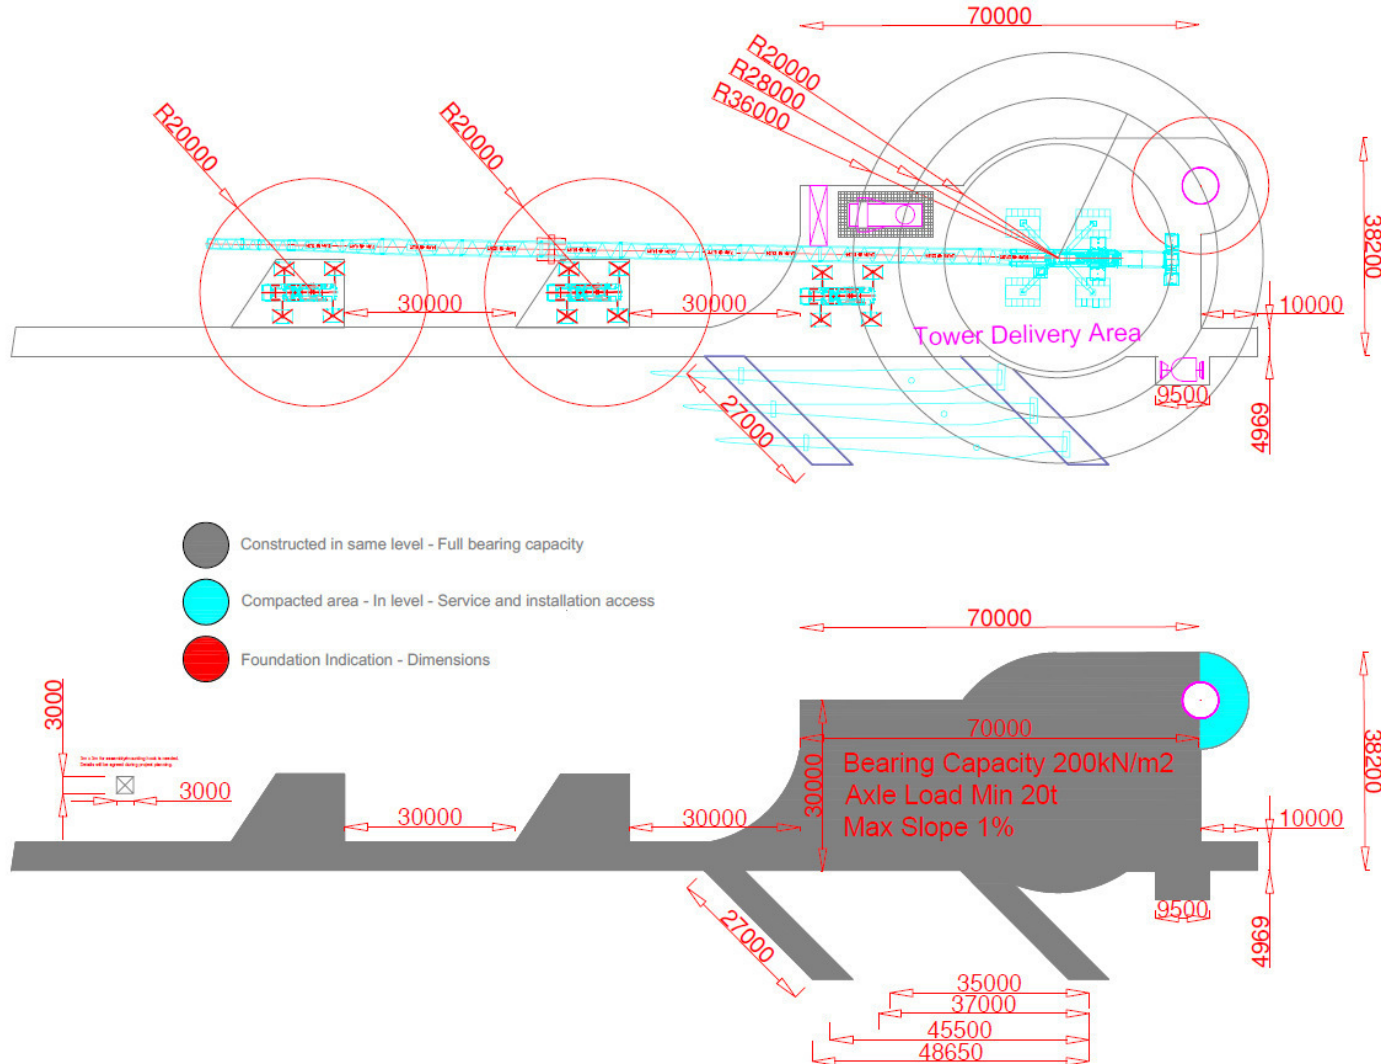 70000
R20000
R28000
R36000
R20000
R20000
38200
30000
30000
10000
Tower Delivery Area
9500
4969
27000
Constructed in same level - Full bearing capacity
Compacted area - In level - Service and installation access
Foundation Indication - Dimensions
70000
3000
3000
70000
38200
30000
Bearing Capacity 200kN/m2
Axle Load Min 20t
Max Slope 1%
30000
30000
10000
27000
9500
4969
35000
37000
45500
48650